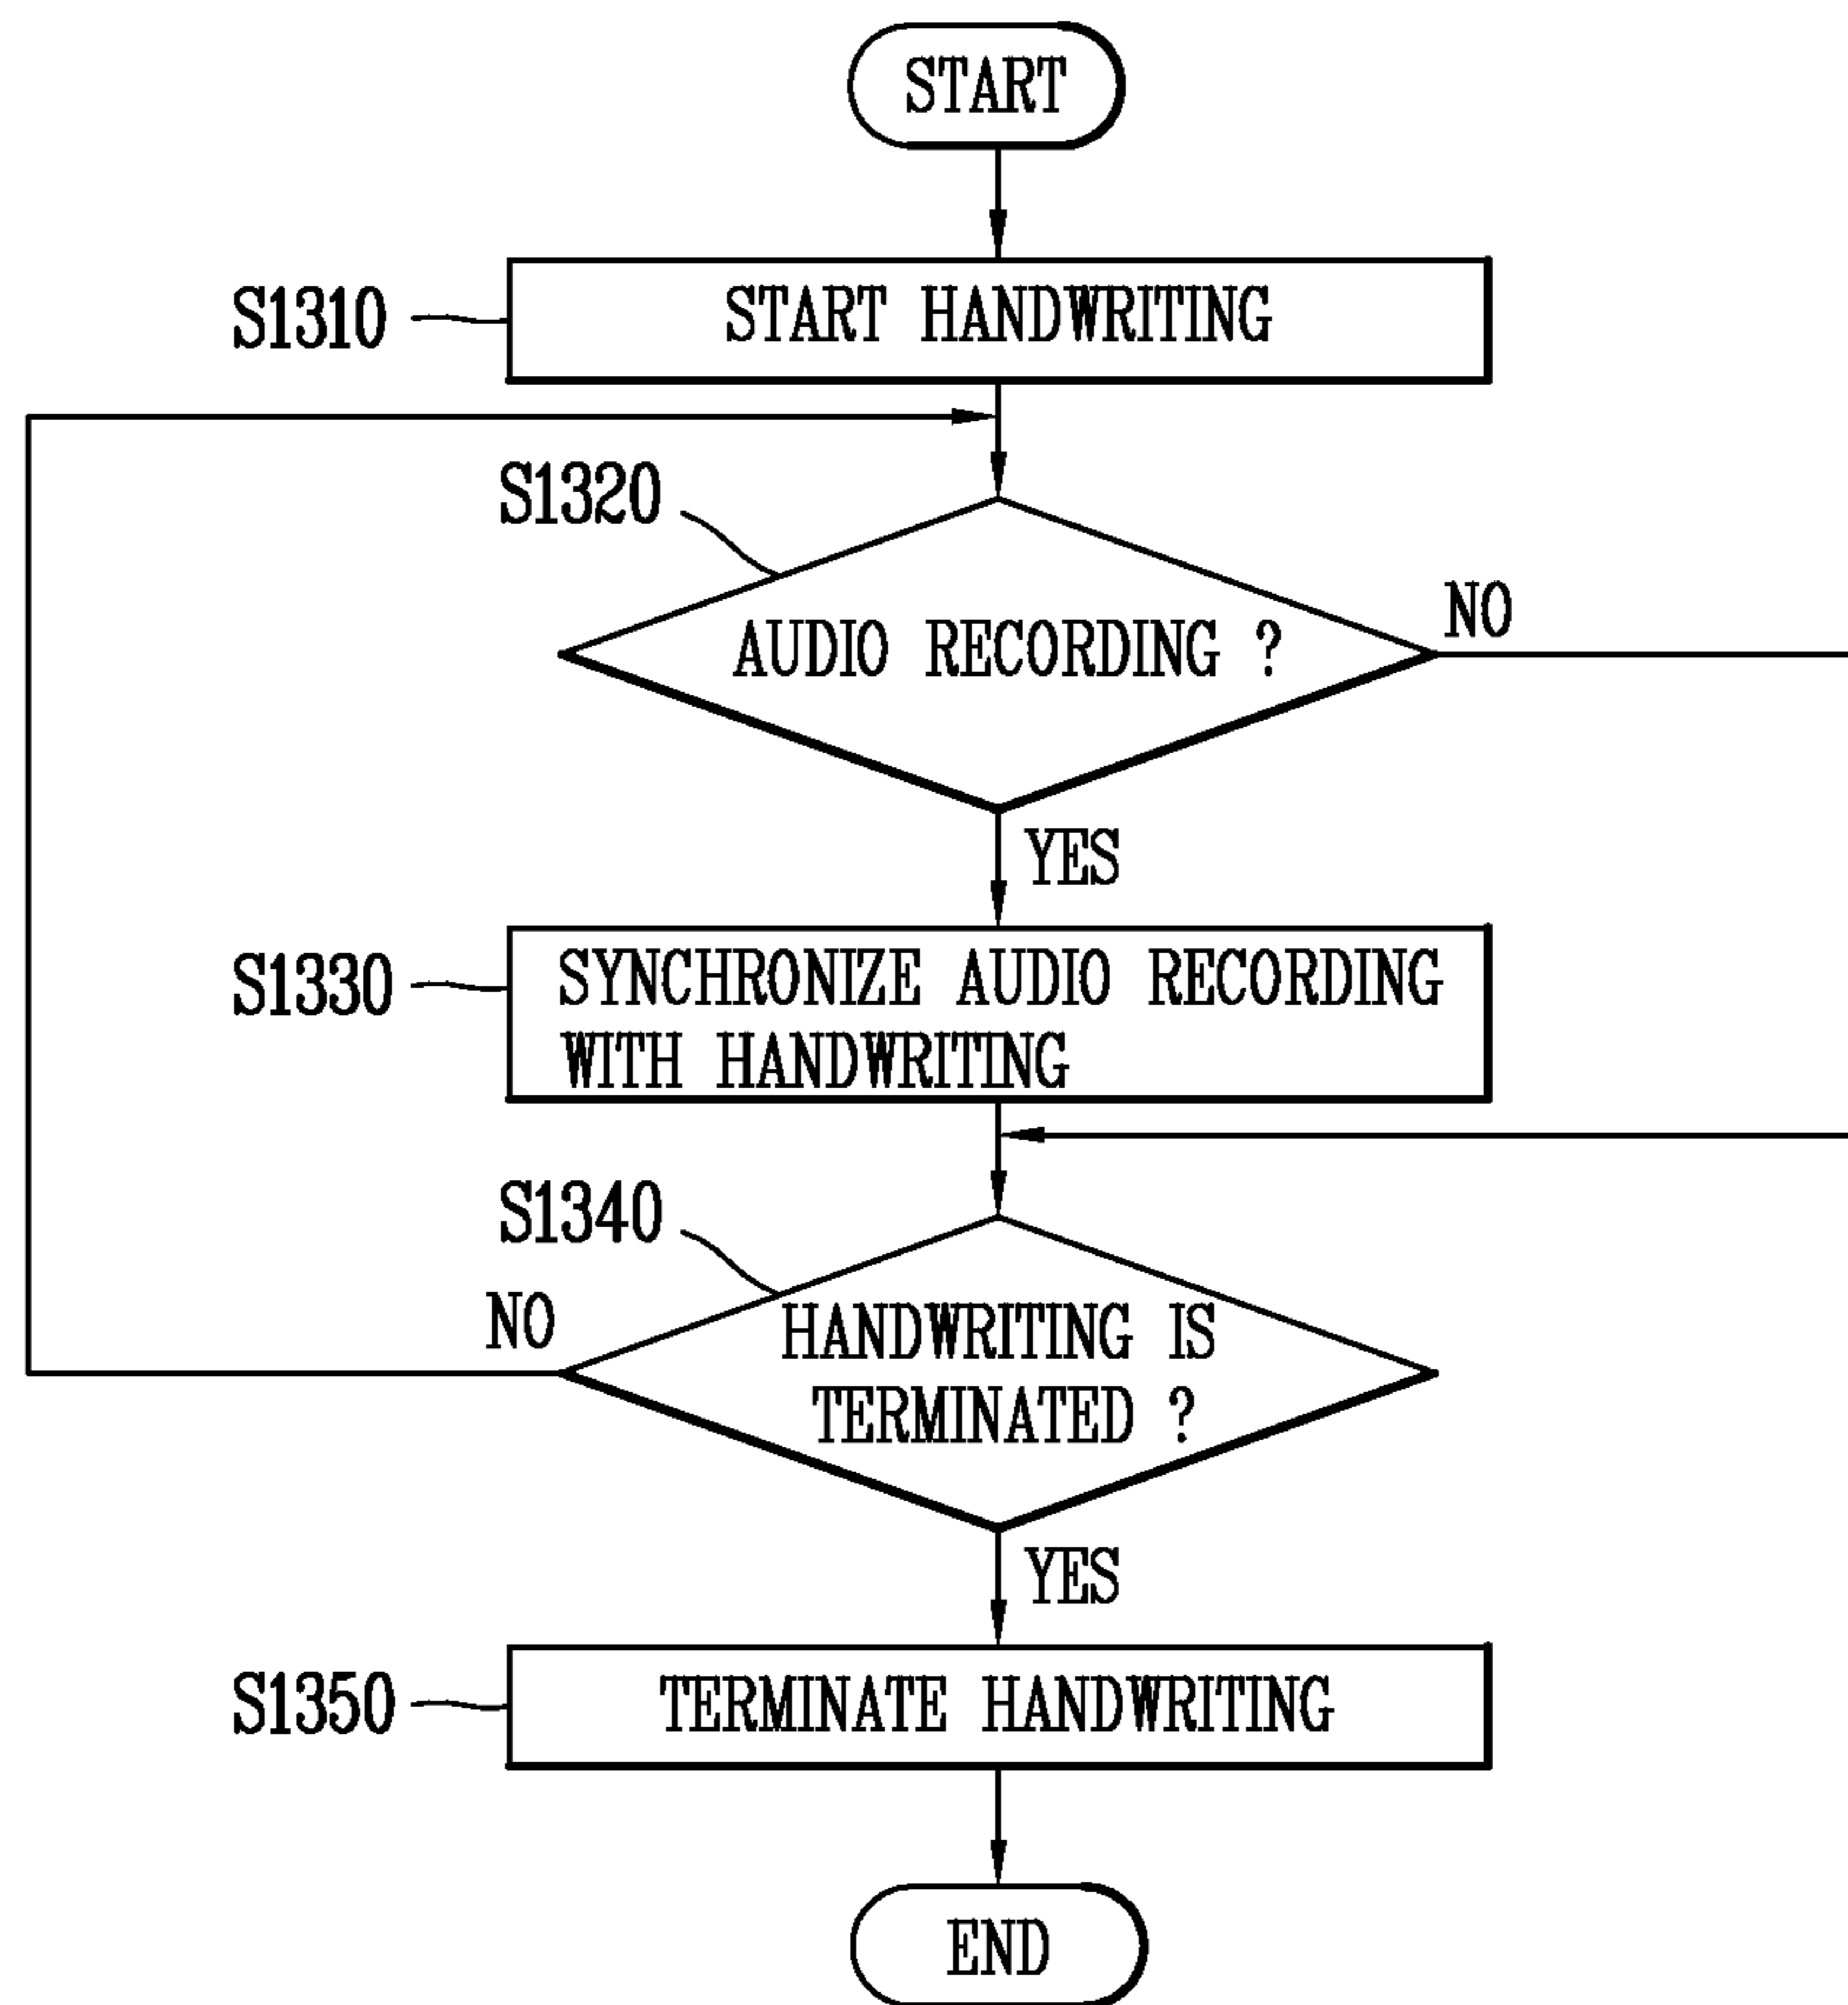 START
S1310
START HANDWRITING
S1320
AUDIO RECORDING ?
NO
YES
S1330
SYNCHRONIZE AUDIO RECORDING
WITH HANDWRITING
S1340
NO
HANDWRITING IS
TERMINATED ?
YES
S1350
TERMINATE HANDWRITING
END